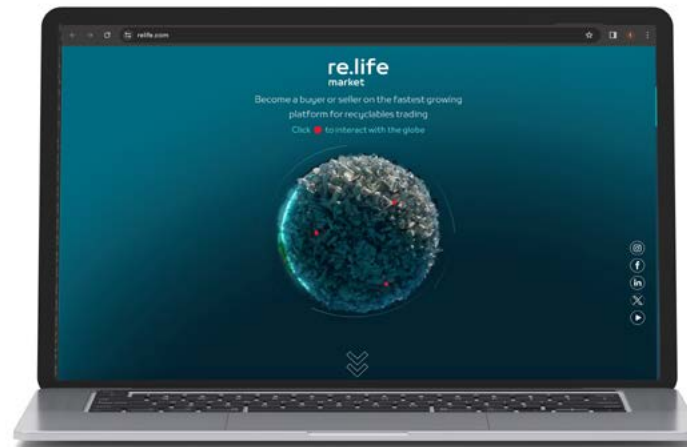 relife.com
re.life
market
Become a buyer or seller on the fastest growing
platform for recyclables trading
Click to interact with the globe